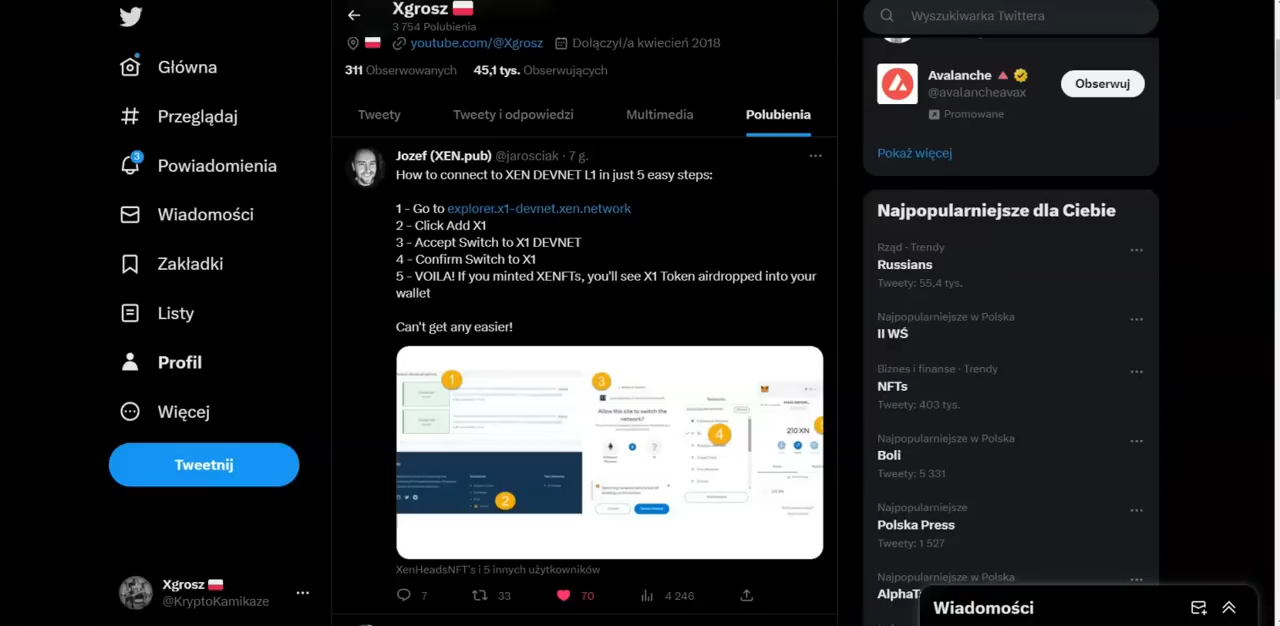 Główna
Przeglądaj
3
Powiadomienia
Wiadomości
Zakładki
Listy
Profil
Więcej
Tweetnij
Xgrosz
@KryptoKamikaze
Xgrosz
3 754 Polubienia
youtube.com/@Xgrosz Dołączył/a kwiecień 2018
311 Obserwowanych 45,1 tys. Obserwujących
Tweety Tweety i odpowiedzi Multimedia Polubienia
Jozef (XEN.pub) @jarosciak · 7 g.
How to connect to XEN DEVNET L1 in just 5 easy steps:
1 - Go to explorer.x1-devnet.xen.network
2 - Click Add X1
3 - Accept Switch to X1 DEVNET
4 - Confirm Switch to X1
5 - VOILA! If you minted XENFTs, you'll see X1 Token airdropped into your
wallet
Can't get any easier!
1
2
3
Allow this site to switch the
network?
4
210 XN
XenHeadsNFT's i 5 innych użytkowników
7 33 70 4 246
Wyszukiwarka Twittera
Avalanche
@avalancheavax
Promowane
Obserwuj
Pokaż więcej
Najpopularniejsze dla Ciebie
Rząd · Trendy
Russians
Tweety: 55,4 tys.
Najpopularniejsze w Polska
II WŚ
Biznes i finanse · Trendy
NFTs
Tweety: 403 tys.
Najpopularniejsze w Polska
Boli
Tweety: 5 331
Najpopularniejsze
Polska Press
Tweety: 1 527
Najpopularniejsze w Polska
Wiadomości